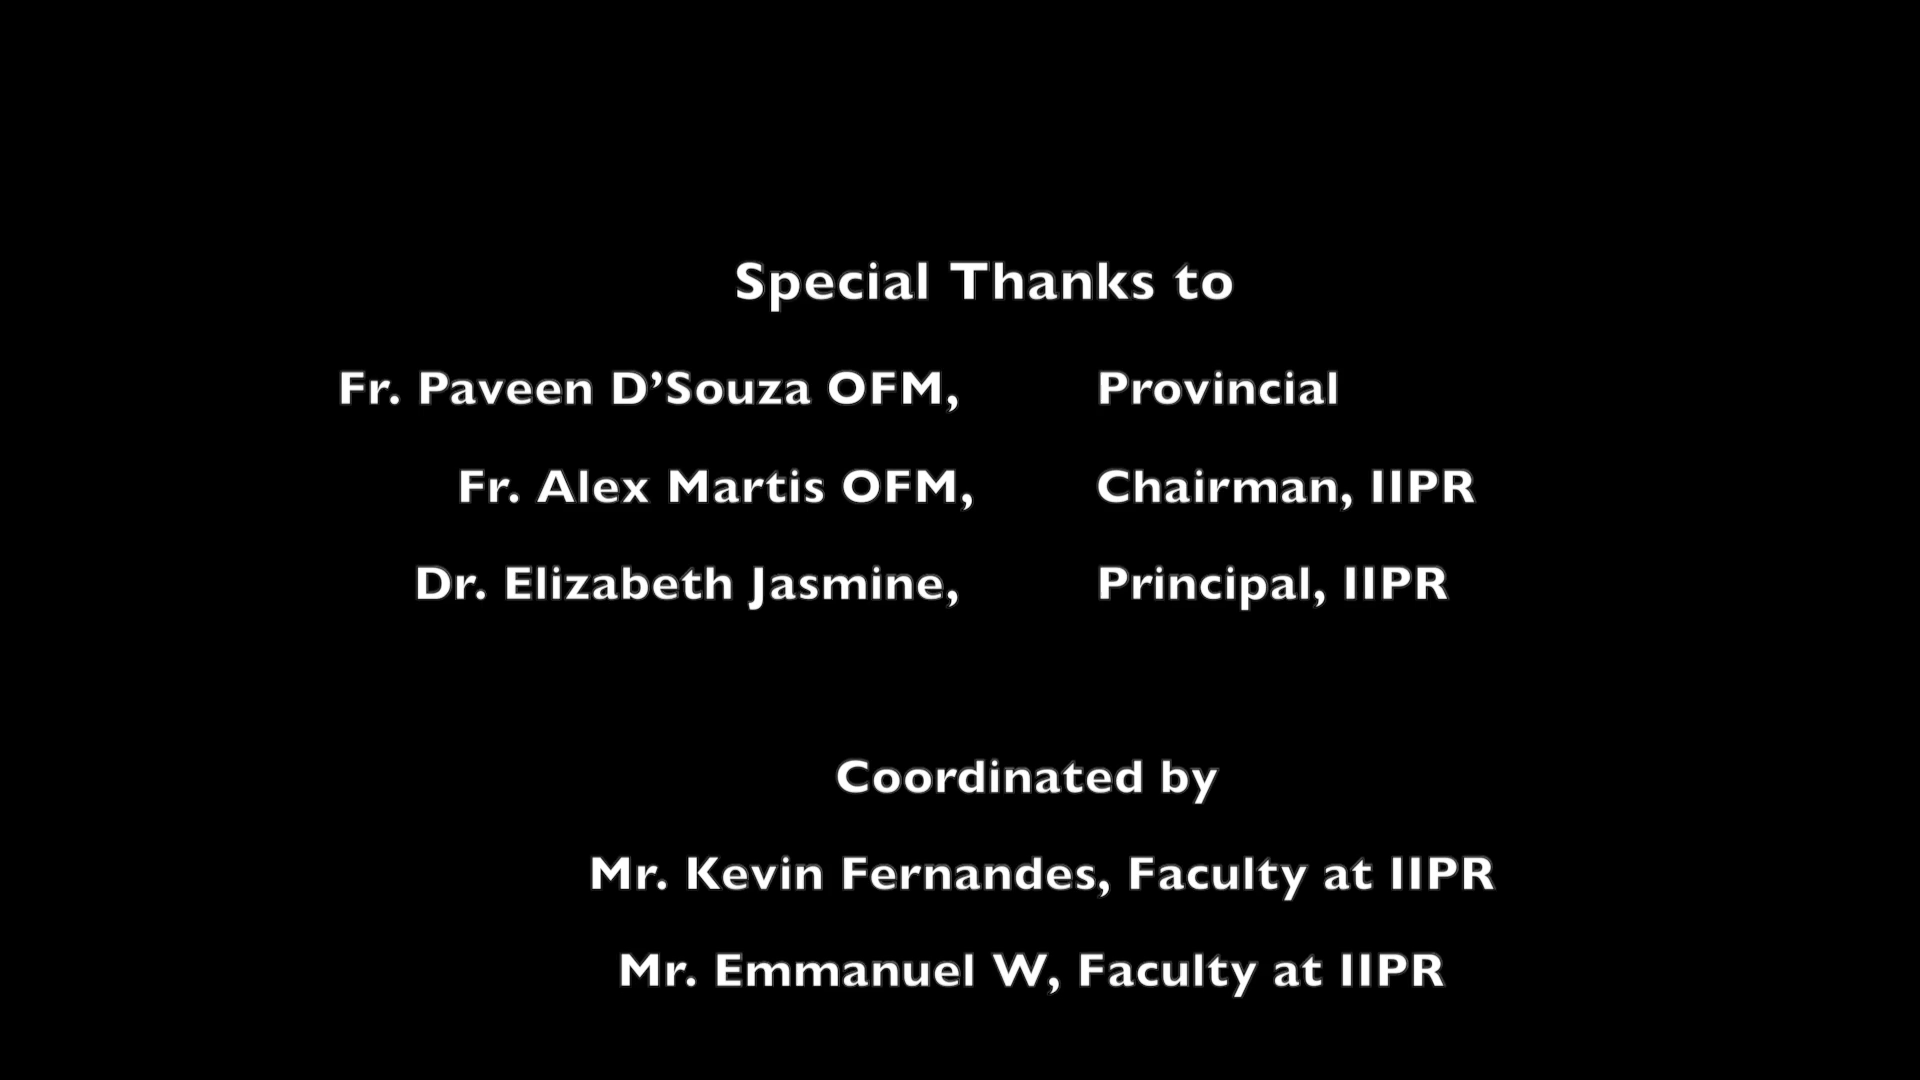 Special Thanks to
Fr. Paveen D’Souza OFM, Provincial
Fr. Alex Martis OFM, Chairman, IIPR
Dr. Elizabeth Jasmine, Principal, IIPR
Coordinated by
Mr. Kevin Fernandes, Faculty at IIPR
Mr. Emmanuel W, Faculty at IIPR